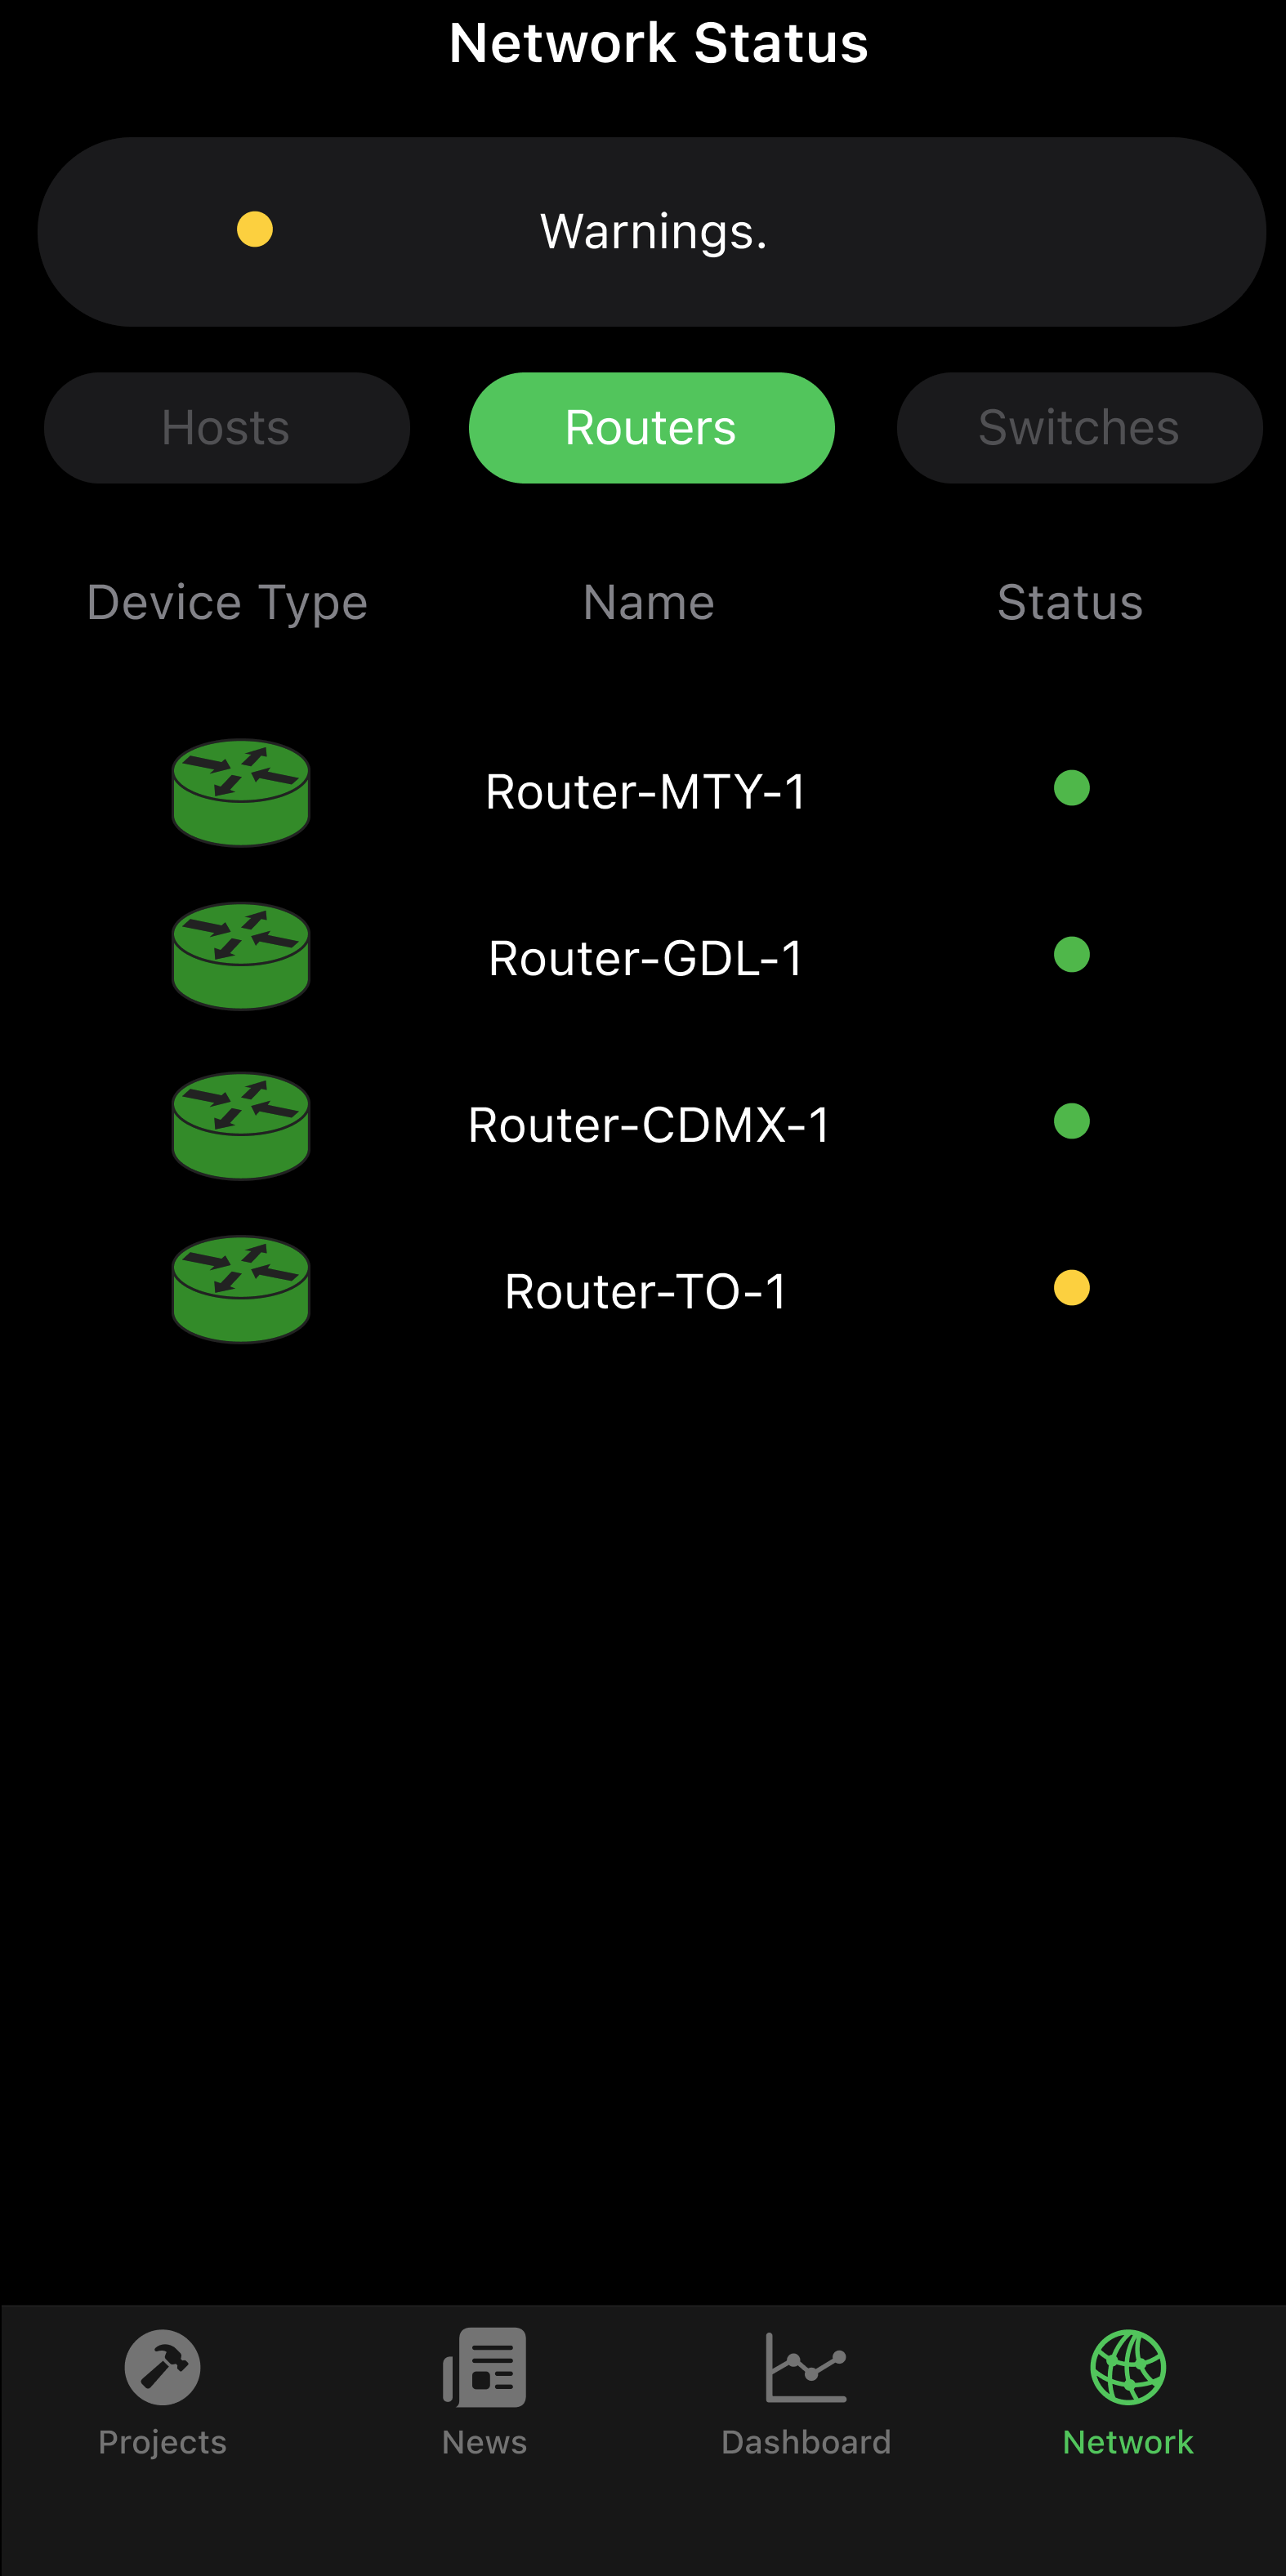 Network Status
Warnings.
Hosts Routers Switches
Device Type Name Status
Router-MTY-1
Router-GDL-1
Router-CDMX-1
Router-TO-1
Projects News Dashboard Network